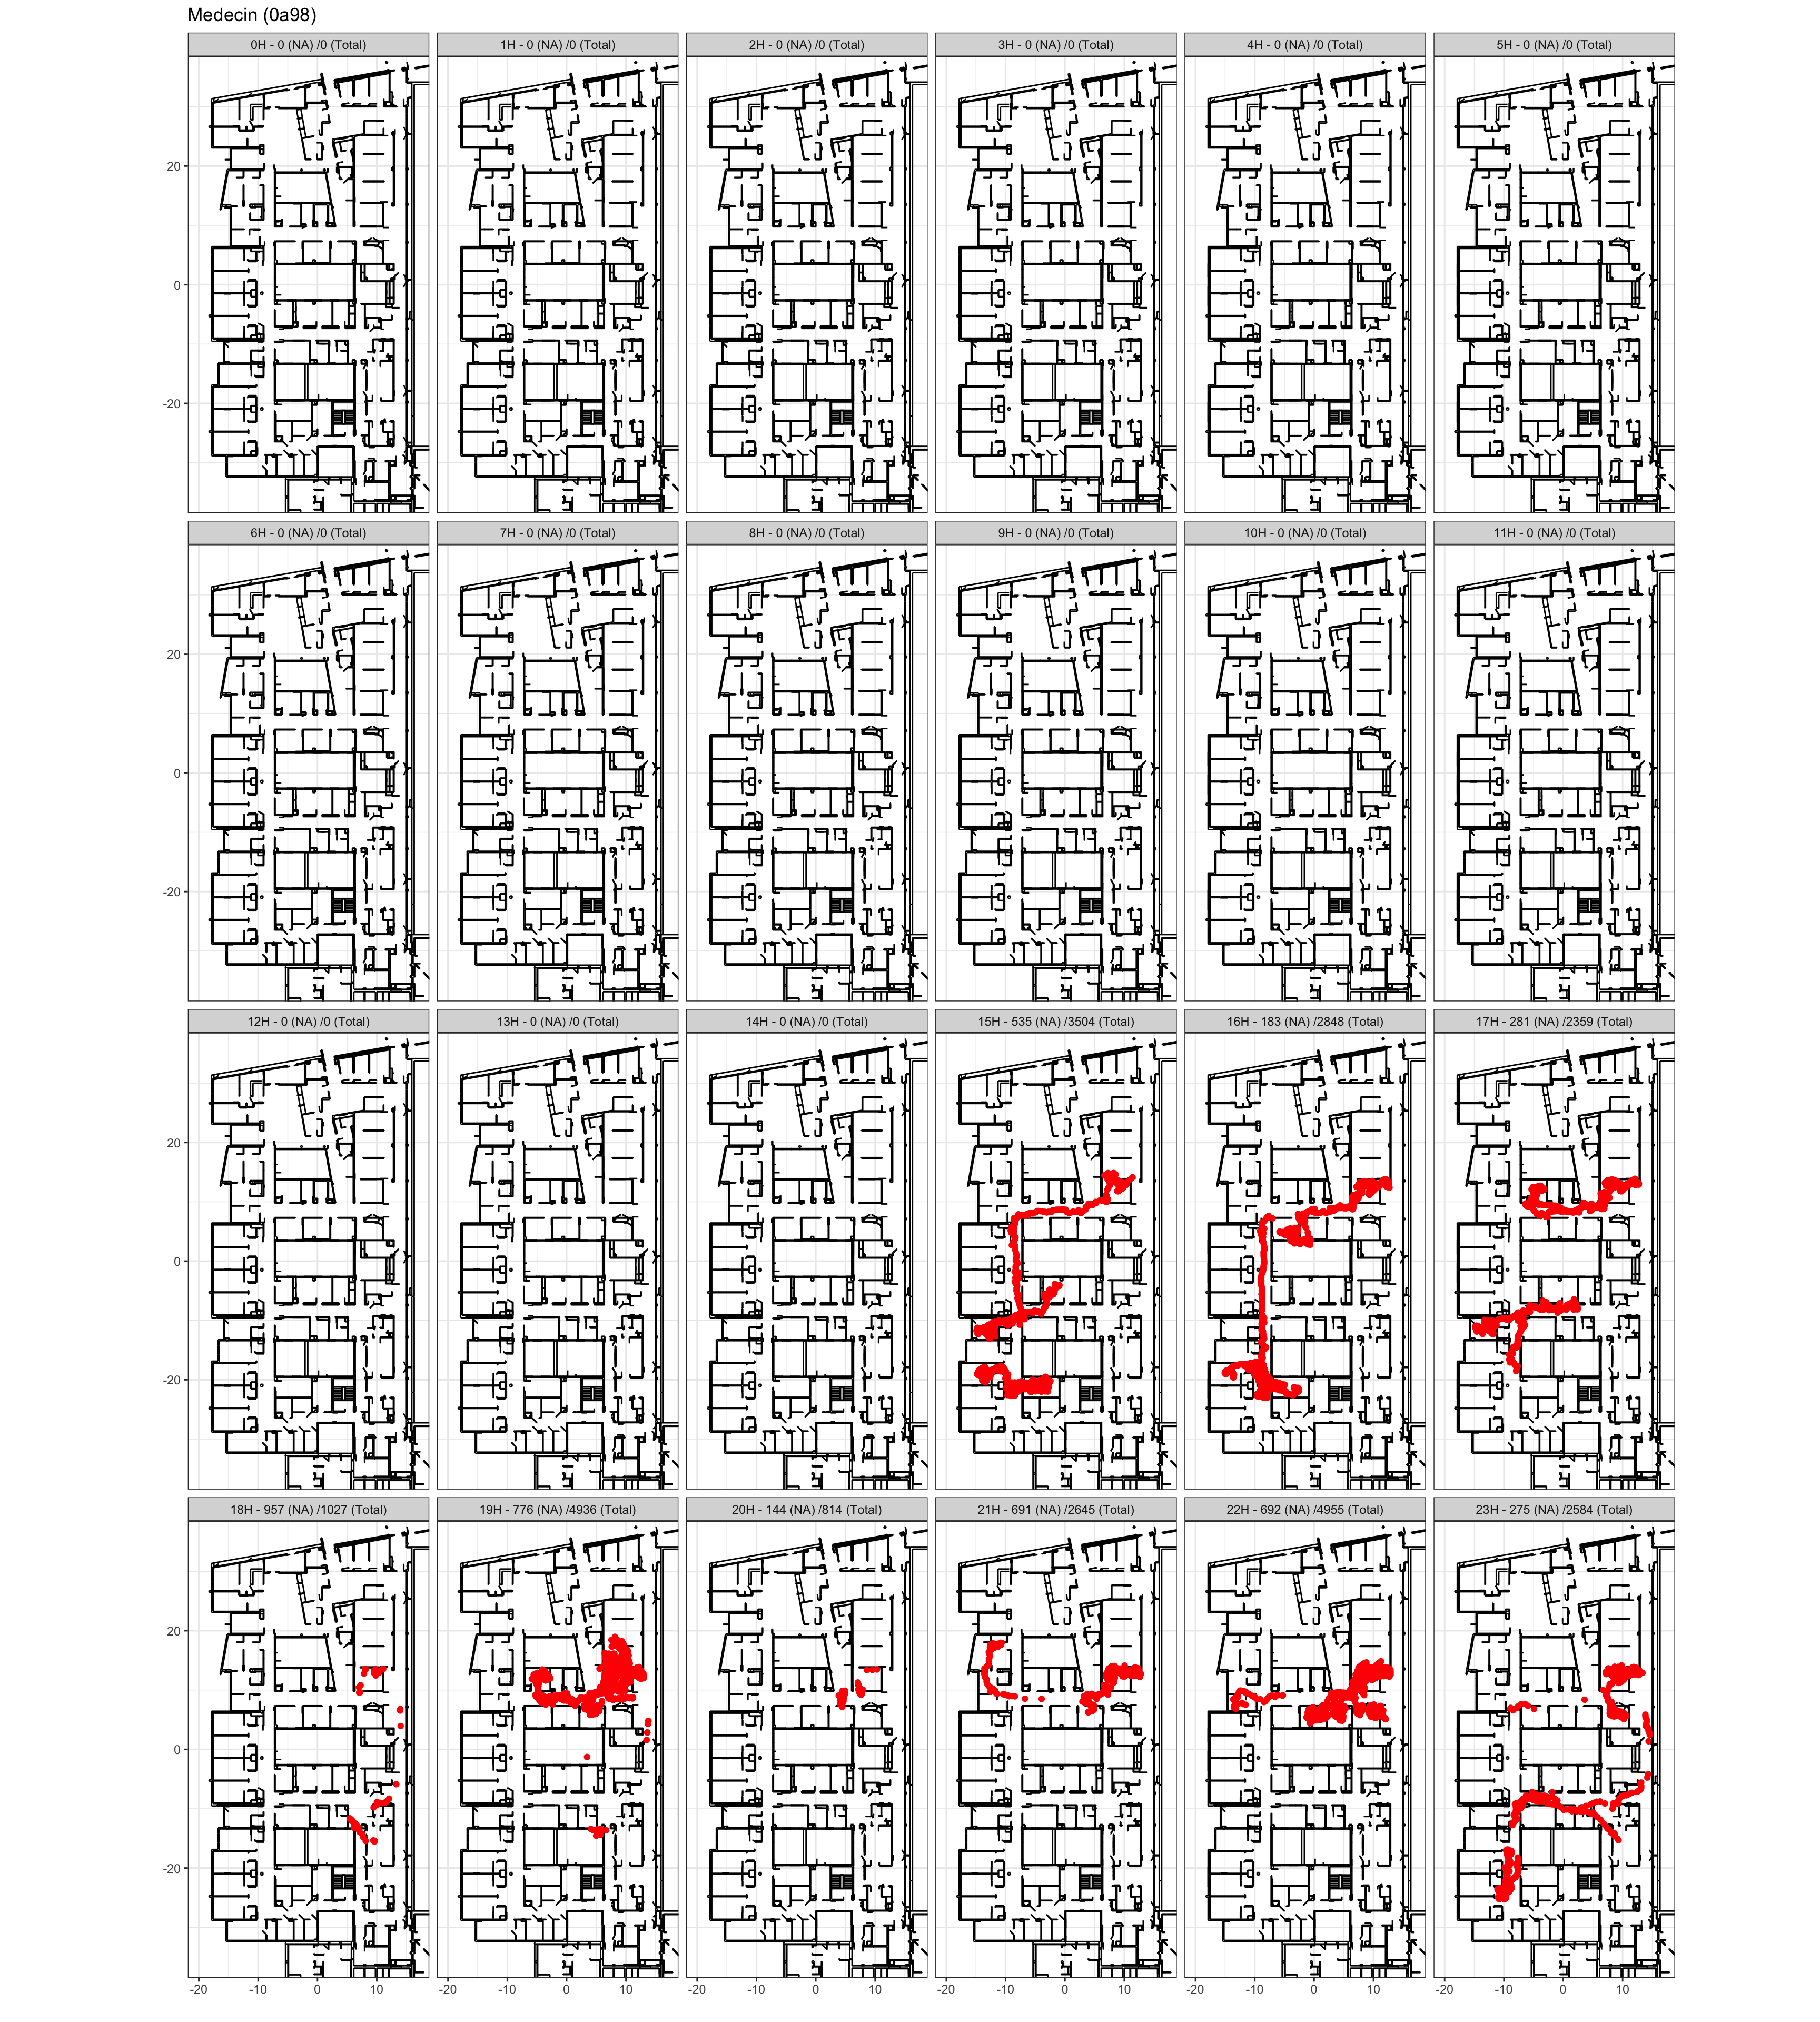 Medecin (0a98)
0H - 0 (NA) /0 (Total) 1H - 0 (NA) /0 (Total) 2H - 0 (NA) /0 (Total) 3H - 0 (NA) /0 (Total) 4H - 0 (NA) /0 (Total) 5H - 0 (NA) /0 (Total)
20
0
-20
6H - 0 (NA) /0 (Total) 7H - 0 (NA) /0 (Total) 8H - 0 (NA) /0 (Total) 9H - 0 (NA) /0 (Total) 10H - 0 (NA) /0 (Total) 11H - 0 (NA) /0 (Total)
20
0
-20
12H - 0 (NA) /0 (Total) 13H - 0 (NA) /0 (Total) 14H - 0 (NA) /0 (Total) 15H - 535 (NA) /3504 (Total) 16H - 183 (NA) /2848 (Total) 17H - 281 (NA) /2359 (Total)
20
0
-20
18H - 957 (NA) /1027 (Total) 19H - 776 (NA) /4936 (Total) 20H - 144 (NA) /814 (Total) 21H - 691 (NA) /2645 (Total) 22H - 692 (NA) /4955 (Total) 23H - 275 (NA) /2584 (Total)
20
0
-20
-20 -10 0 10 -20 -10 0 10 -20 -10 0 10 -20 -10 0 10 -20 -10 0 10 -20 -10 0 10